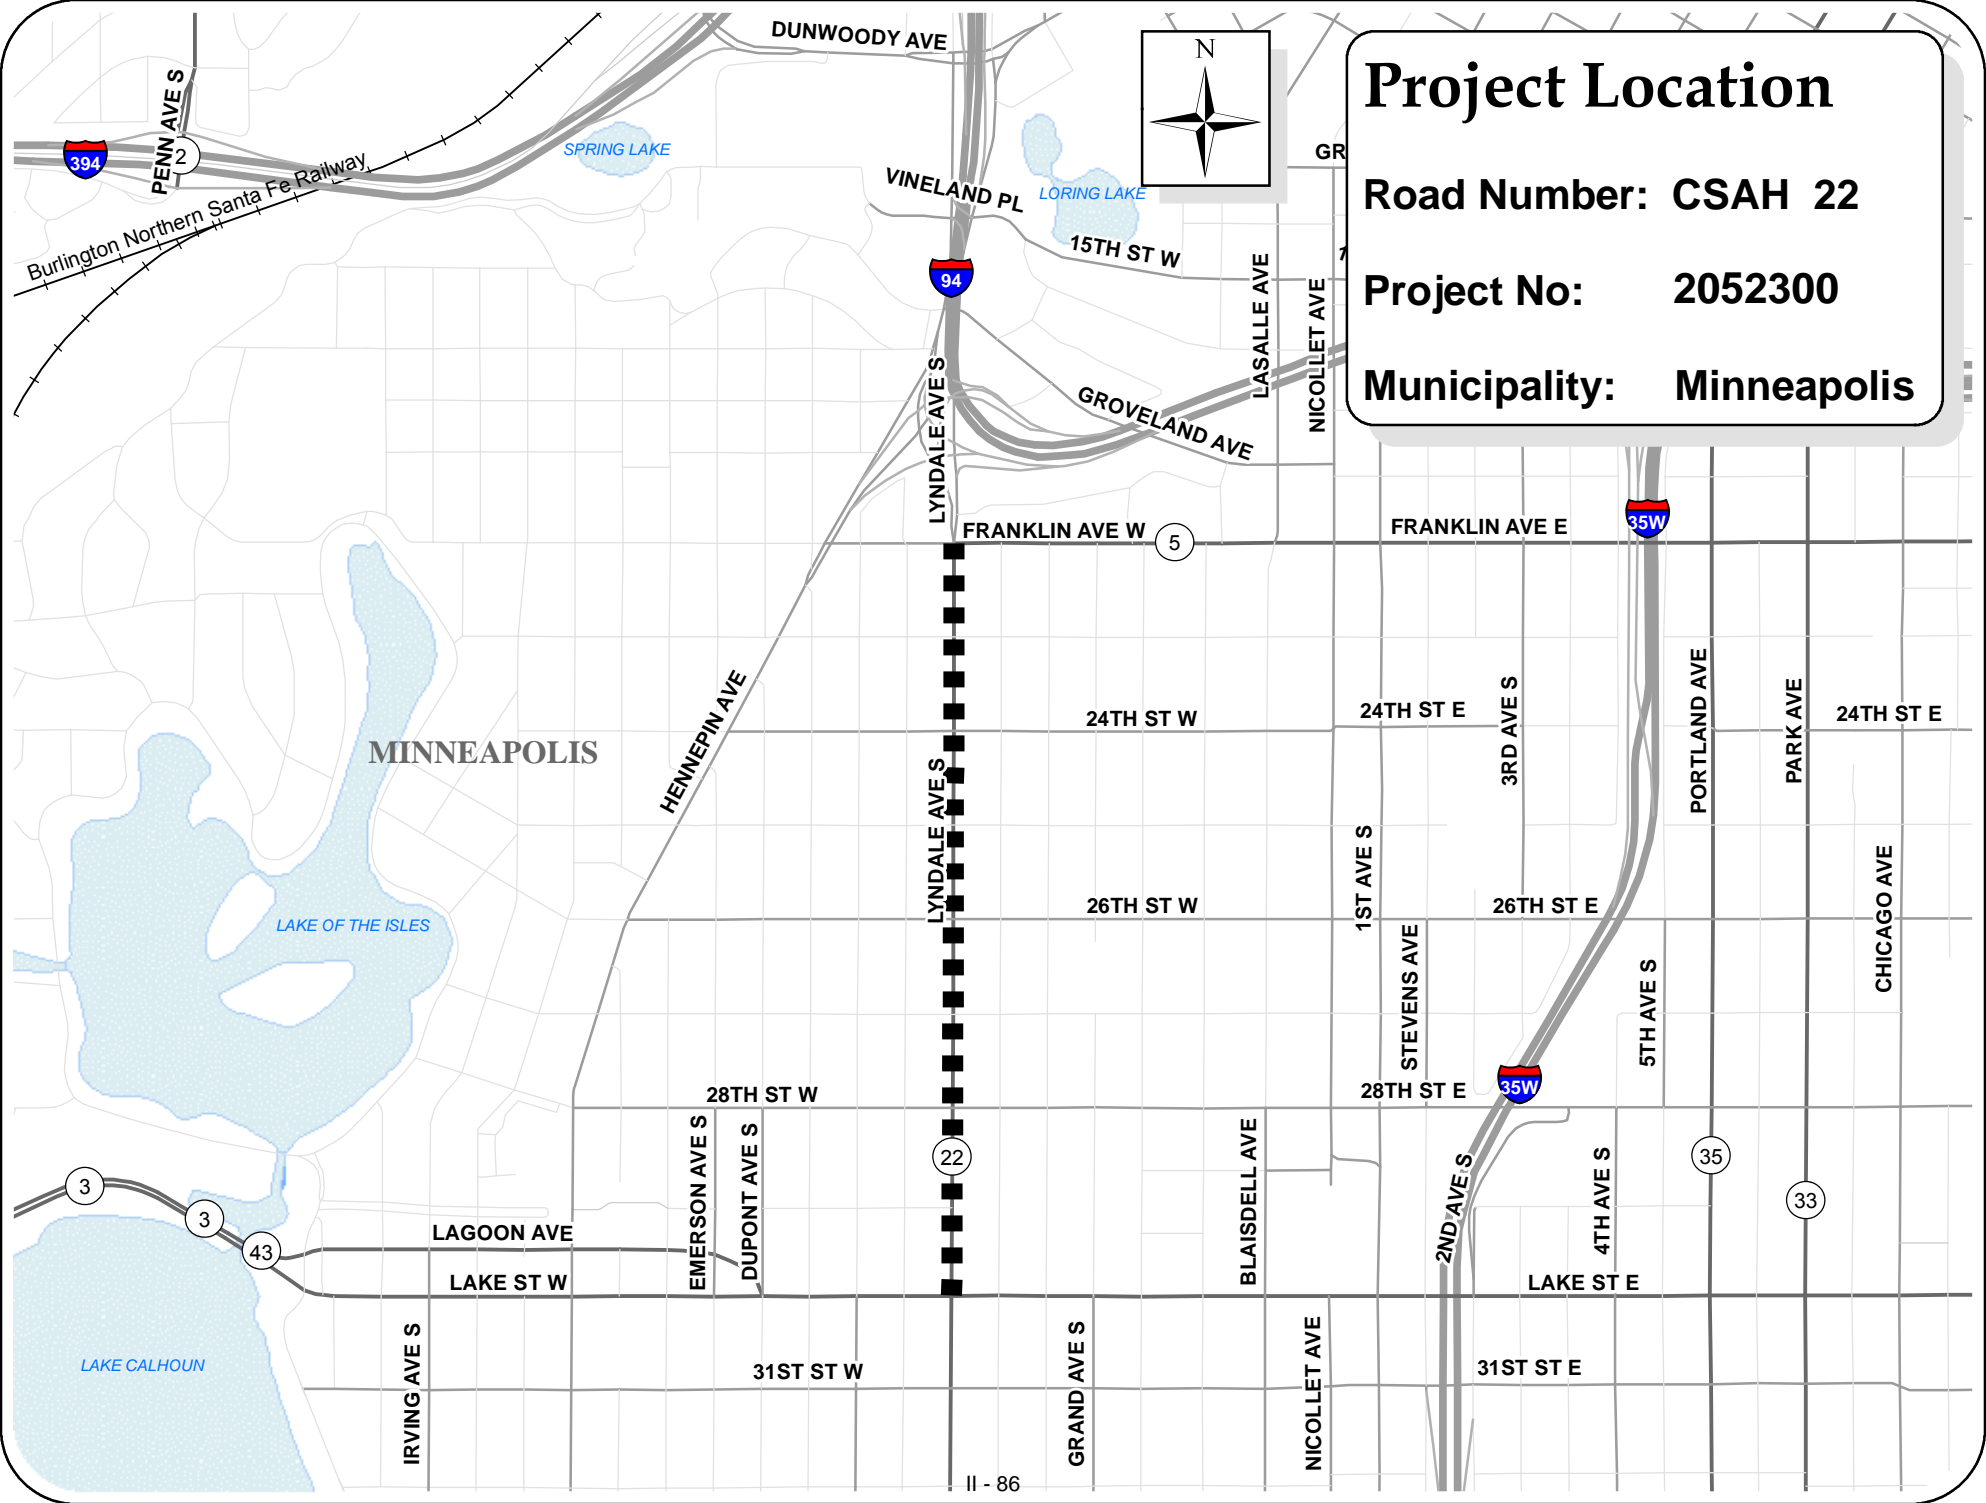 DUNWOODY AVE
N
Project Location
Road Number: CSAH 22
Project No: 2052300
Municipality: Minneapolis
PENN AVE S
394
2
Burlington Northern Santa Fe Railway
SPRING LAKE
LORING LAKE
VINELAND PL
GR
15TH ST W
94
LASALLE AVE
NICOLLET AVE
LYNDALE AVE S
GROVELAND AVE
FRANKLIN AVE W
5
FRANKLIN AVE E
35W
HENNEPIN AVE
24TH ST W
24TH ST E
3RD AVE S
PORTLAND AVE
PARK AVE
24TH ST E
MINNEAPOLIS
LYNDALE AVE S
1ST AVE S
CHICAGO AVE
LAKE OF THE ISLES
26TH ST W
26TH ST E
STEVENS AVE
5TH AVE S
28TH ST W
28TH ST E
35W
EMERSON AVE S
DUPONT AVE S
22
BLAISDELL AVE
2ND AVE S
4TH AVE S
35
33
3
3
43
LAGOON AVE
LAKE ST W
LAKE ST E
LAKE CALHOUN
IRVING AVE S
31ST ST W
GRAND AVE S
NICOLLET AVE
31ST ST E
II - 86